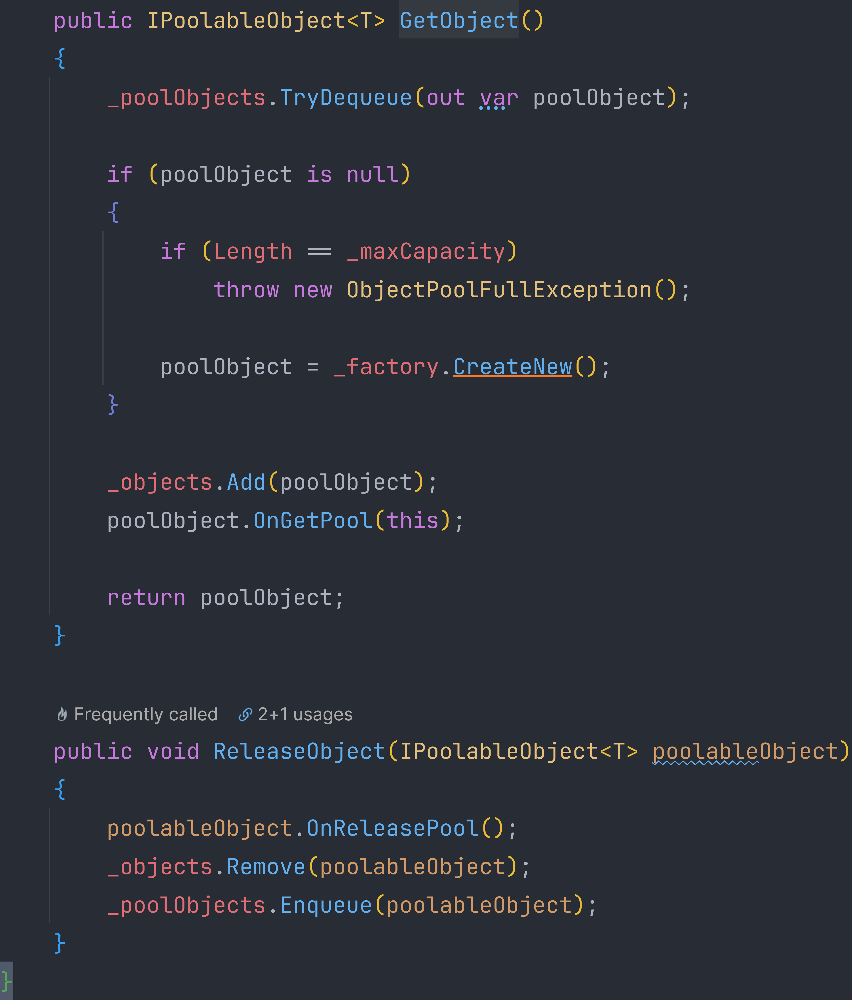 public IPoolableObject<T> GetObject()
{
    _poolObjects.TryDequeue(out var poolObject);
    if (poolObject is null)
    {
        if (Length == _maxCapacity)
            throw new ObjectPoolFullException();
        poolObject = _factory.CreateNew();
    }
    _objects.Add(poolObject);
    poolObject.OnGetPool(this);
    return poolObject;
}
Frequently called 2+1 usages
public void ReleaseObject(IPoolableObject<T> poolableObject)
{
    poolableObject.OnReleasePool();
    _objects.Remove(poolableObject);
    _poolObjects.Enqueue(poolableObject);
}
}